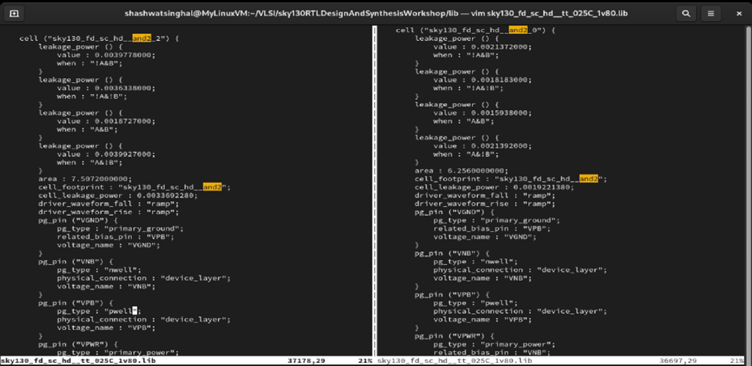 shashwatsinghal@MyLinuxVM:~/VLSI/sky130RTLDesignAndSynthesisWorkshop/lib — vim sky130_fd_sc_hd__tt_025C_1v80.lib
cell ("sky130_fd_sc_hd__and2_2") {
leakage_power () {
value : 0.0039778000;
when : "!A&B";
}
leakage_power () {
value : 0.0036338000;
when : "!A&!B";
}
leakage_power () {
value : 0.0018727000;
when : "A&B";
}
leakage_power () {
value : 0.0039927000;
when : "A&!B";
}
area : 7.5072000000;
cell_footprint : "sky130_fd_sc_hd__and2";
cell_leakage_power : 0.0033692280;
driver_waveform_fall : "ramp";
driver_waveform_rise : "ramp";
pg_pin ("VGND") {
pg_type : "primary_ground";
related_bias_pin : "VPB";
voltage_name : "VGND";
}
pg_pin ("VNB") {
pg_type : "nwell";
physical_connection : "device_layer";
voltage_name : "VNB";
}
pg_pin ("VPB") {
pg_type : "pwell";
physical_connection : "device_layer";
voltage_name : "VPB";
}
pg_pin ("VPWR") {
pg_type : "primary_power";
sky130_fd_sc_hd__tt_025C_1v80.lib 37178,29 21%
cell ("sky130_fd_sc_hd__and2_0") {
leakage_power () {
value : 0.0021372000;
when : "!A&B";
}
leakage_power () {
value : 0.0018183000;
when : "!A&!B";
}
leakage_power () {
value : 0.0015938000;
when : "A&B";
}
leakage_power () {
value : 0.0021392000;
when : "A&!B";
}
area : 6.2560000000;
cell_footprint : "sky130_fd_sc_hd__and2";
cell_leakage_power : 0.0019221380;
driver_waveform_fall : "ramp";
driver_waveform_rise : "ramp";
pg_pin ("VGND") {
pg_type : "primary_ground";
related_bias_pin : "VPB";
voltage_name : "VGND";
}
pg_pin ("VNB") {
pg_type : "nwell";
physical_connection : "device_layer";
voltage_name : "VNB";
}
pg_pin ("VPB") {
pg_type : "pwell";
physical_connection : "device_layer";
voltage_name : "VPB";
}
pg_pin ("VPWR") {
pg_type : "primary_power";
related_bias_pin : "VNB";
sky130_fd_sc_hd__tt_025C_1v80.lib 36697,29 21%